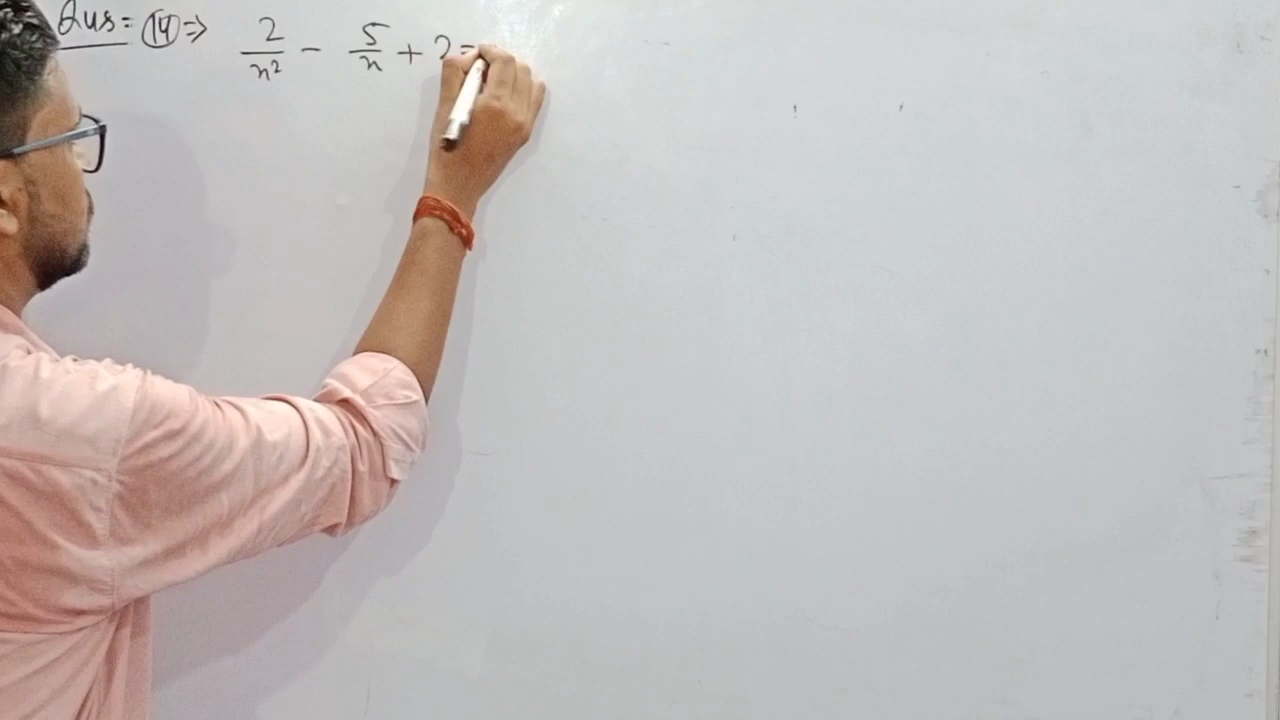 Qus:- (14) ⇒ 2/x² - 5/x + 2 =